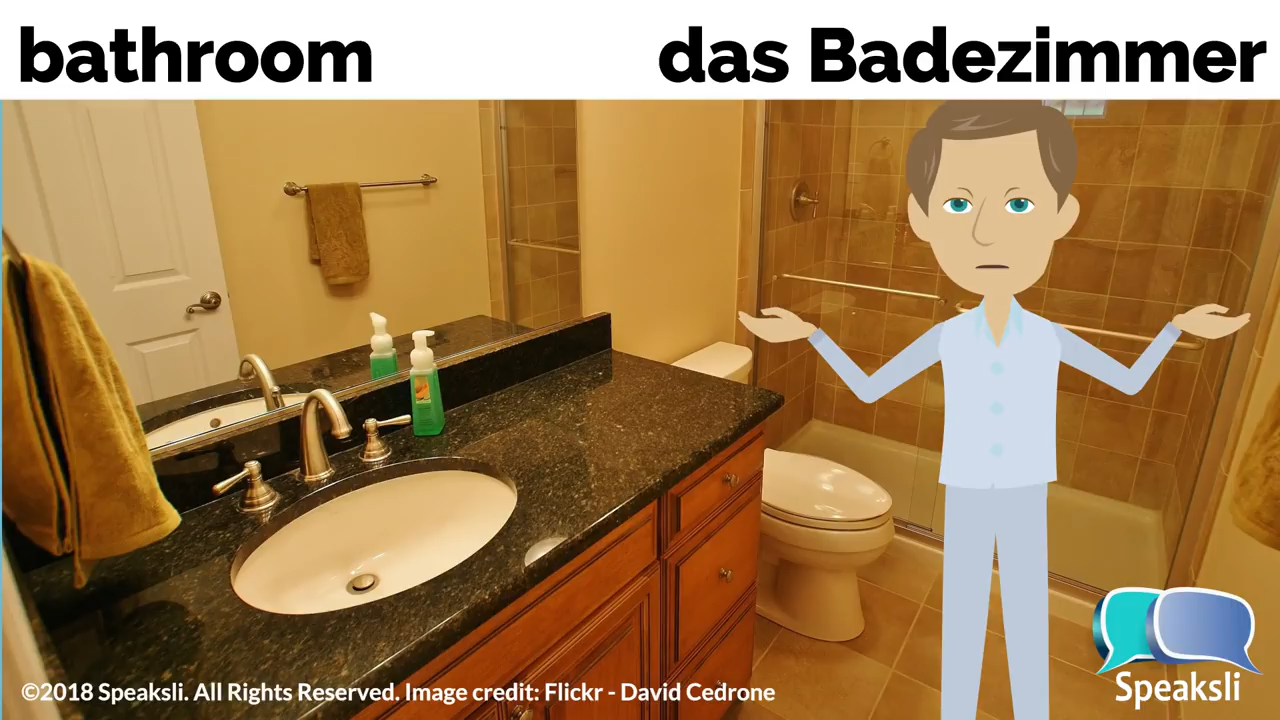 bathroom
das Badezimmer
©2018 Speaksli. All Rights Reserved. Image credit: Flickr - David Cedrone
Speaksli